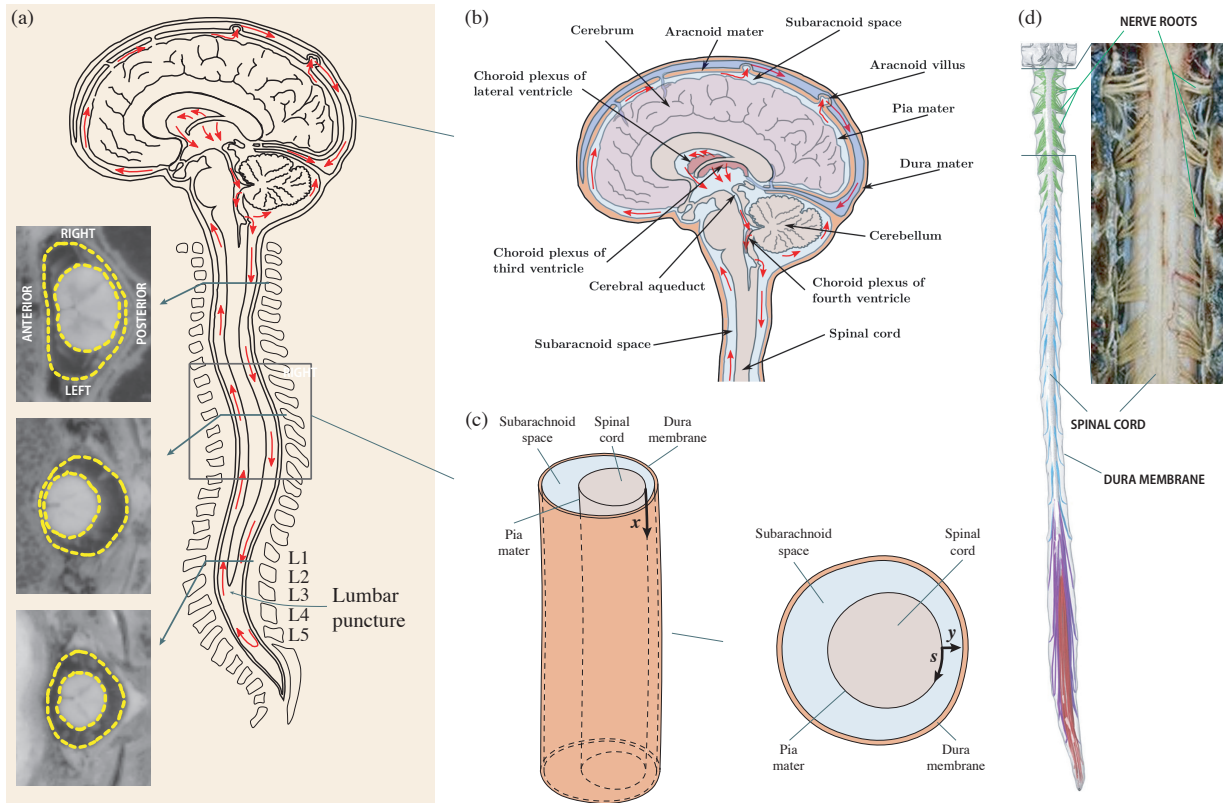 (a)
RIGHT
ANTERIOR
POSTERIOR
LEFT
RIGHT
L1
L2
L3
L4
L5
Lumbar
puncture
(b)
Cerebrum
Aracnoid mater
Subaracnoid space
Choroid plexus of
lateral ventricle
Aracnoid villus
Pia mater
Dura mater
Choroid plexus of
third ventricle
Cerebral aqueduct
Cerebellum
Choroid plexus of
fourth ventricle
Subaracnoid space
Spinal cord
(c)
Subarachnoid
space
Spinal
cord
Dura
membrane
Pia
mater
x
Subarachnoid
space
Spinal
cord
y
s
Pia
mater
Dura
membrane
(d)
NERVE ROOTS
SPINAL CORD
DURA MEMBRANE